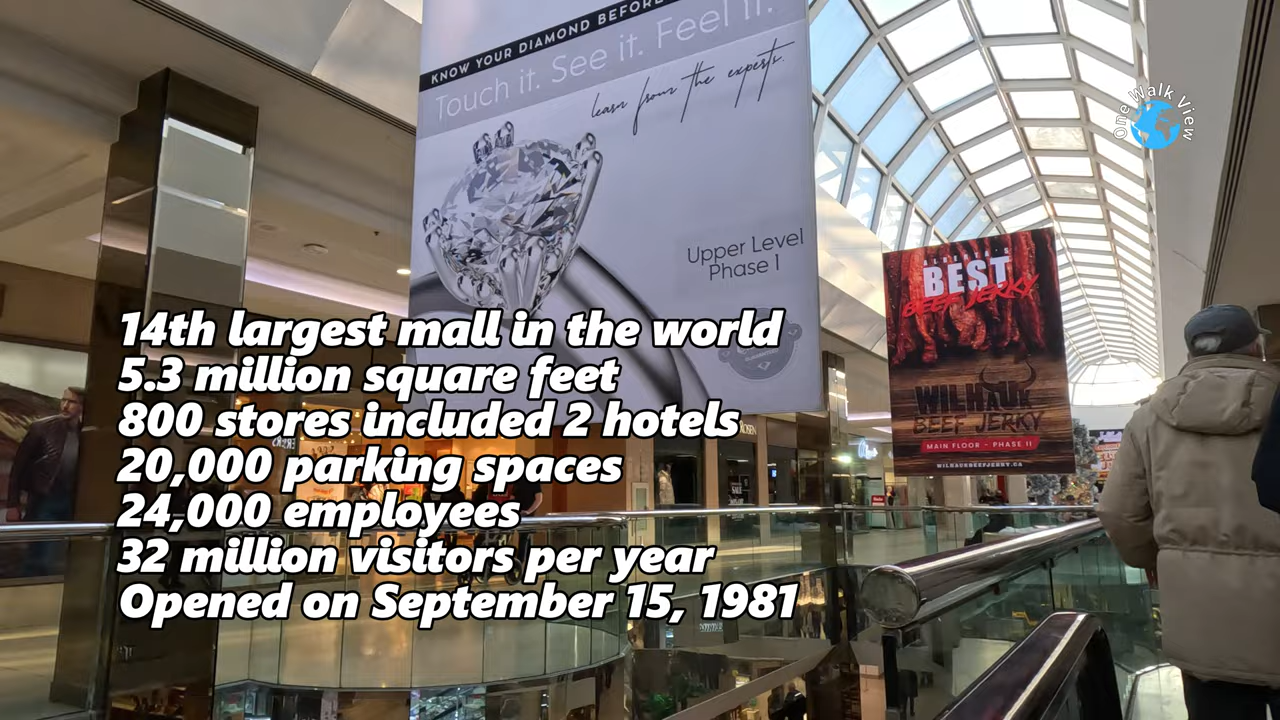 KNOW YOUR DIAMOND BEFORE
Touch it. See it. Feel it.
learn from the experts.
Upper Level
Phase 1
One Walk View
ALBERTA'S
BEST
BEEF JERKY
WILHAUK
BEEF JERKY
MAIN FLOOR - PHASE II
WILHAUKBEEFJERKY.CA
14th largest mall in the world
5.3 million square feet
800 stores included 2 hotels
20,000 parking spaces
24,000 employees
32 million visitors per year
Opened on September 15, 1981
SALE